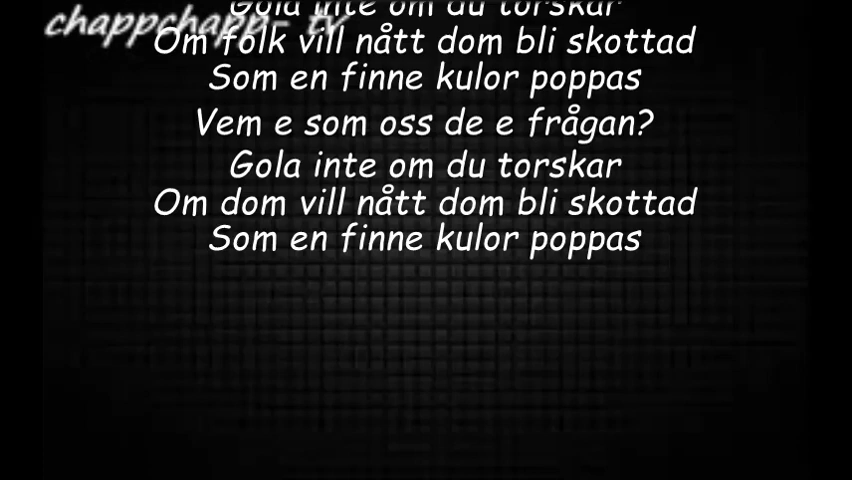 Gola inte om du torskar
chappchapp- tv
Om folk vill nått dom bli skottad
Som en finne kulor poppas
Vem e som oss de e frågan?
Gola inte om du torskar
Om dom vill nått dom bli skottad
Som en finne kulor poppas